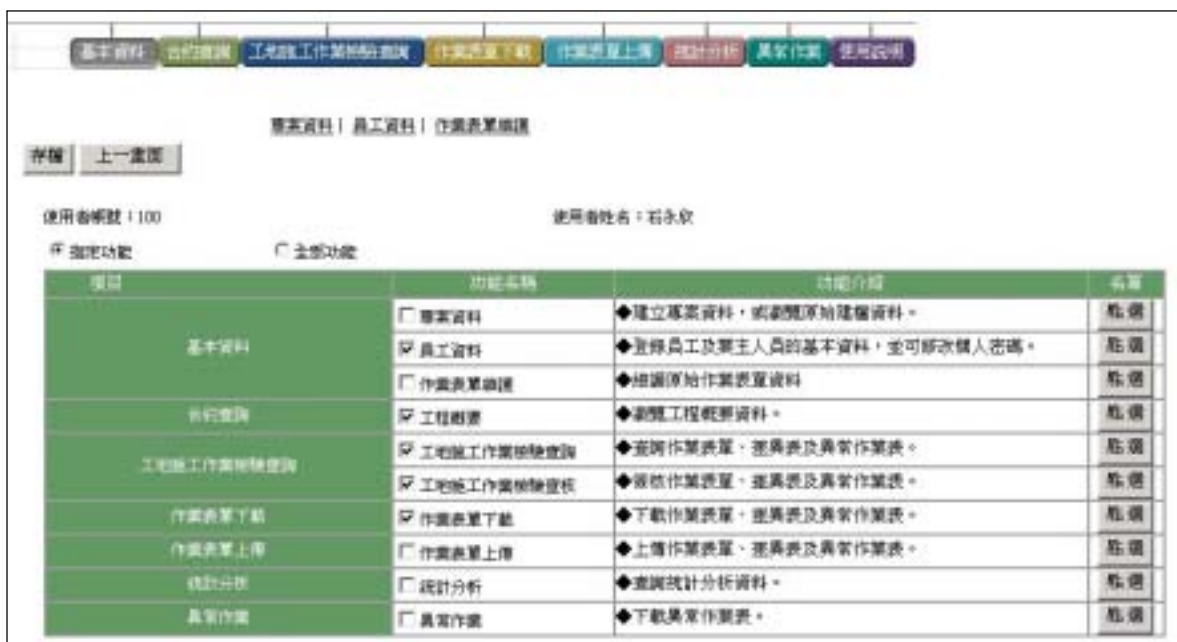 基本資料 合約查詢 工地施工作業檢驗查詢 作業表單下載 作業表單上傳 統計分析 異常作業 使用說明
專案資料| 員工資料| 作業表單維護
存檔 上一畫面
使用者帳號：100 使用者姓名：石永欣
指定功能 全部功能
項目 功能名稱 功能介紹 名單
基本資料 專案資料 ◆建立專案資料，或瀏覽原始建檔資料。 點選
員工資料 ◆登錄員工及業主人員的基本資料，並可修改個人密碼。 點選
作業表單維護 ◆維護原始作業表單資料 點選
合約查詢 工程概要 ◆瀏覽工程概要資料。 點選
工地施工作業檢驗查詢 工地施工作業檢驗查詢 ◆查詢作業表單、差異表及異常作業表。 點選
工地施工作業檢驗查核 ◆簽核作業表單、差異表及異常作業表。 點選
作業表單下載 作業表單下載 ◆下載作業表單、差異表及異常作業表。 點選
作業表單上傳 作業表單上傳 ◆上傳作業表單、差異表及異常作業表。 點選
統計分析 統計分析 ◆查詢統計分析資料。 點選
異常作業 異常作業 ◆下載異常作業表。 點選